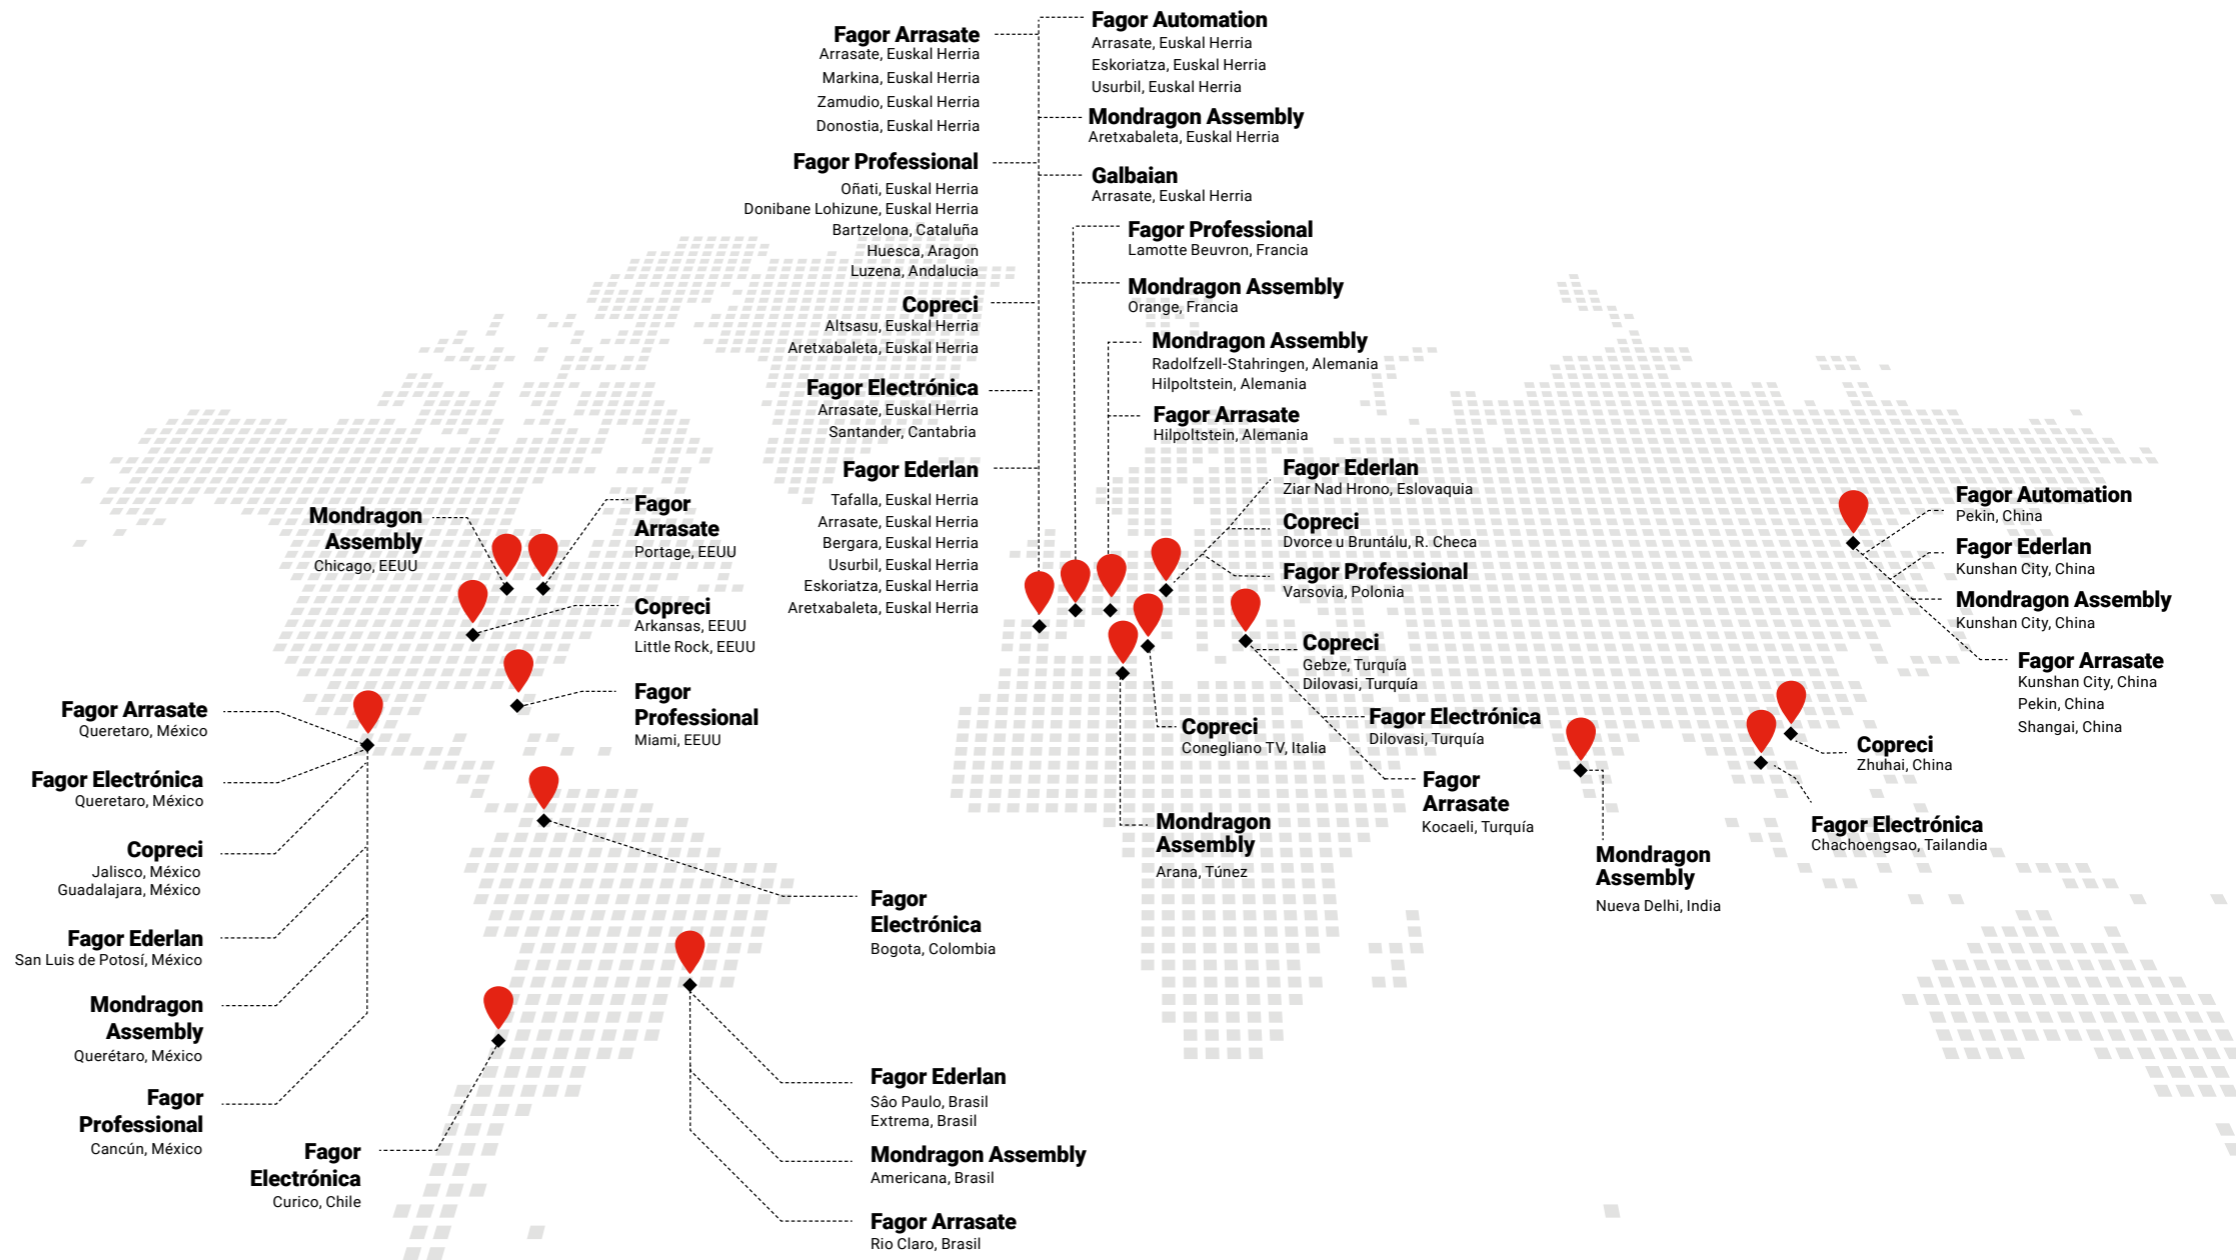 Fagor Arrasate
Arrasate, Euskal Herria
Markina, Euskal Herria
Zamudio, Euskal Herria
Donostia, Euskal Herria
Fagor Professional
Oñati, Euskal Herria
Donibane Lohizune, Euskal Herria
Bartzelona, Cataluña
Huesca, Aragon
Luzena, Andalucia
Copreci
Altsasu, Euskal Herria
Aretxabaleta, Euskal Herria
Fagor Electrónica
Arrasate, Euskal Herria
Santander, Cantabria
Fagor Ederlan
Tafalla, Euskal Herria
Arrasate, Euskal Herria
Bergara, Euskal Herria
Usurbil, Euskal Herria
Eskoriatza, Euskal Herria
Aretxabaleta, Euskal Herria
Fagor Automation
Arrasate, Euskal Herria
Eskoriatza, Euskal Herria
Usurbil, Euskal Herria
Mondragon Assembly
Aretxabaleta, Euskal Herria
Galbaian
Arrasate, Euskal Herria
Fagor Professional
Lamotte Beuvron, Francia
Mondragon Assembly
Orange, Francia
Mondragon Assembly
Radolfzell-Stahringen, Alemania
Hilpoltstein, Alemania
Fagor Arrasate
Hilpoltstein, Alemania
Fagor Ederlan
Ziar Nad Hrono, Eslovaquia
Copreci
Dvorce u Bruntálu, R. Checa
Fagor Professional
Varsovia, Polonia
Copreci
Gebze, Turquía
Dilovasi, Turquía
Fagor Electrónica
Dilovasi, Turquía
Fagor
Arrasate
Kocaeli, Turquía
Copreci
Conegliano TV, Italia
Mondragon
Assembly
Arana, Túnez
Mondragon
Assembly
Chicago, EEUU
Fagor
Arrasate
Portage, EEUU
Copreci
Arkansas, EEUU
Little Rock, EEUU
Fagor
Professional
Miami, EEUU
Fagor Arrasate
Queretaro, México
Fagor Electrónica
Queretaro, México
Copreci
Jalisco, México
Guadalajara, México
Fagor Ederlan
San Luis de Potosí, México
Mondragon
Assembly
Querétaro, México
Fagor
Professional
Cancún, México
Fagor
Electrónica
Curico, Chile
Fagor
Electrónica
Bogota, Colombia
Fagor Ederlan
Sâo Paulo, Brasil
Extrema, Brasil
Mondragon Assembly
Americana, Brasil
Fagor Arrasate
Rio Claro, Brasil
Fagor Automation
Pekin, China
Fagor Ederlan
Kunshan City, China
Mondragon Assembly
Kunshan City, China
Fagor Arrasate
Kunshan City, China
Pekin, China
Shangai, China
Copreci
Zhuhai, China
Fagor Electrónica
Chachoengsao, Tailandia
Mondragon
Assembly
Nueva Delhi, India